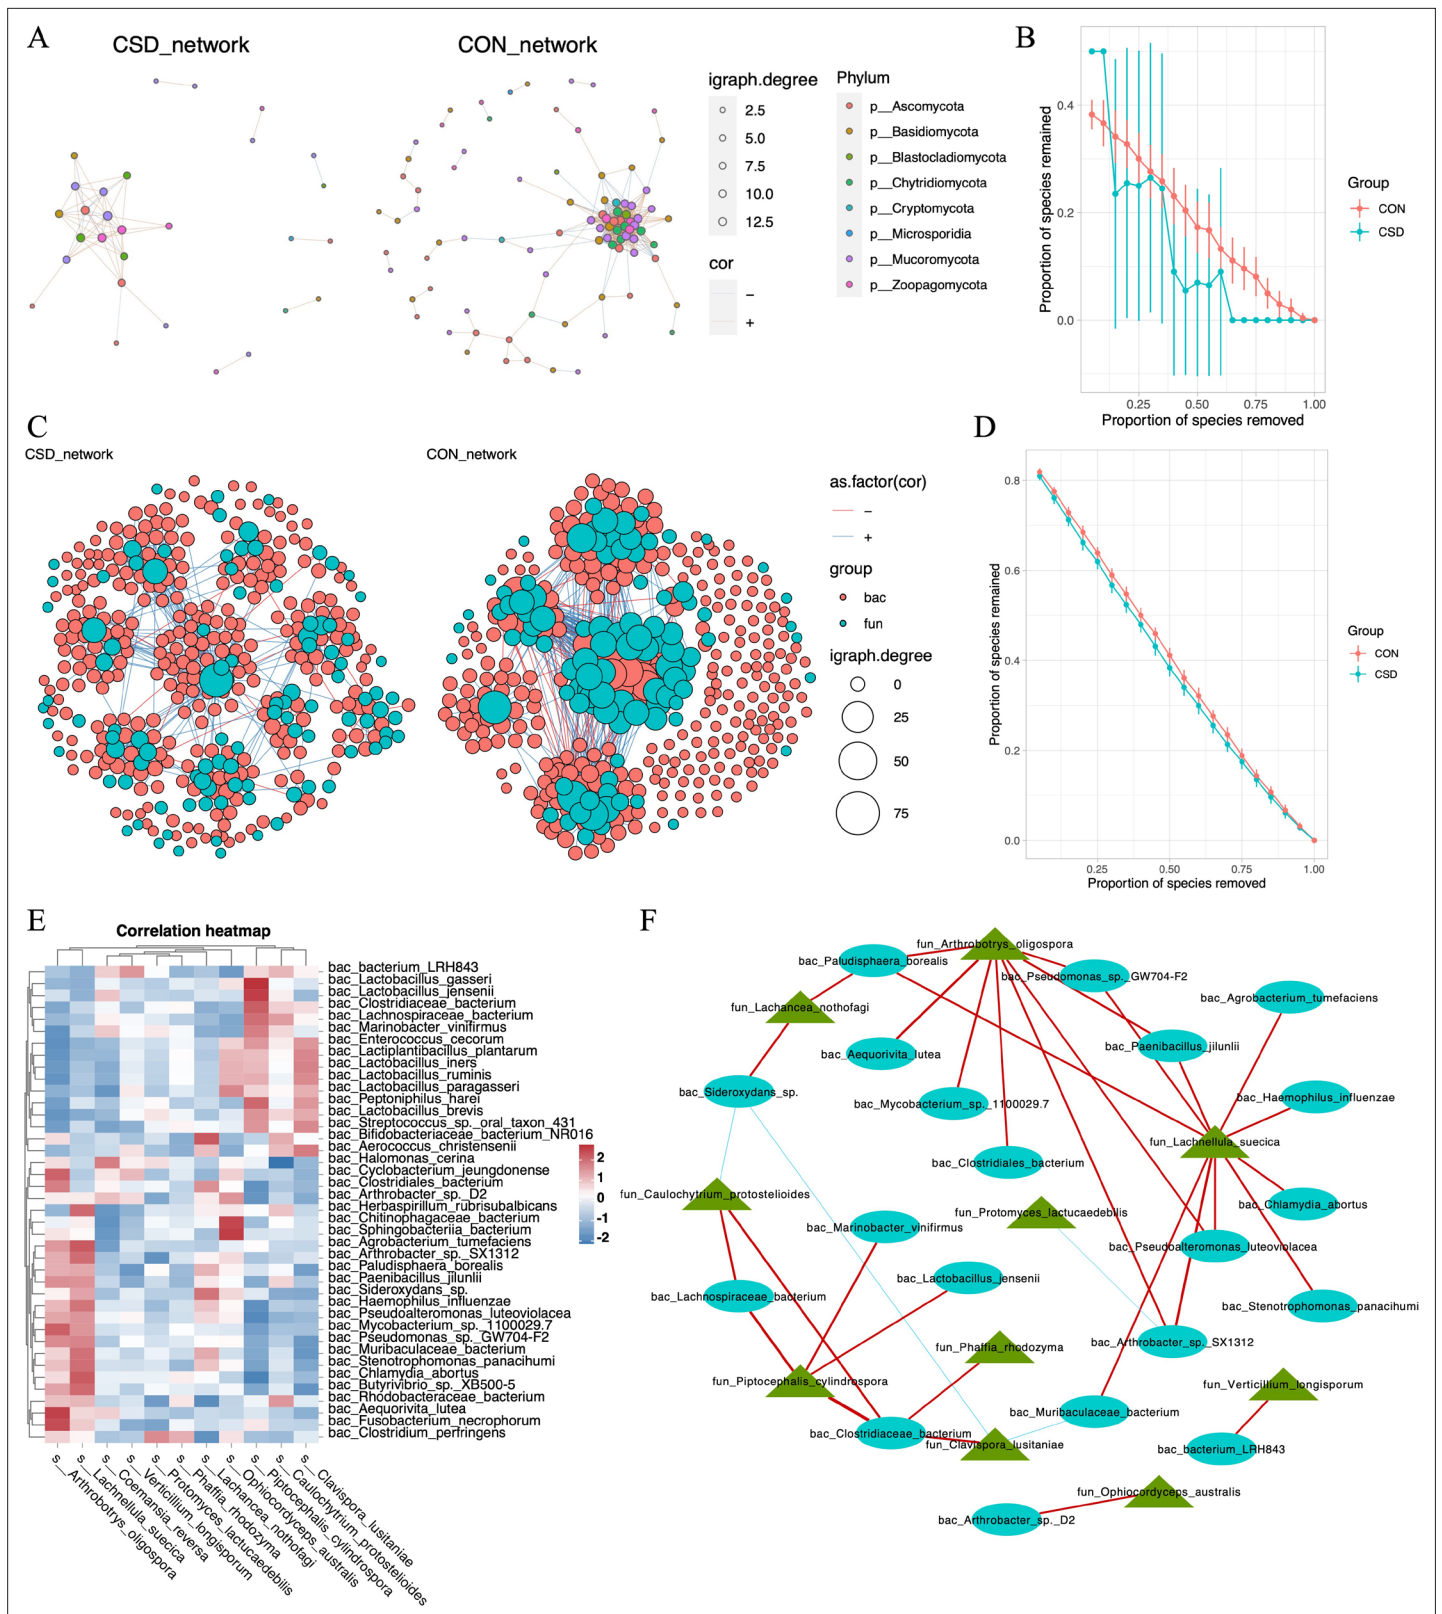 A
CSD_network
CON_network
igraph.degree
2.5
5.0
7.5
10.0
12.5
cor
−
+
Phylum
p__Ascomycota
p__Basidiomycota
p__Blastocladiomycota
p__Chytridiomycota
p__Cryptomycota
p__Microsporidia
p__Mucoromycota
p__Zoopagomycota
B
Proportion of species remained
0.4
0.2
0.0
0.25
0.50
0.75
1.00
Proportion of species removed
Group
CON
CSD
C
CSD_network
CON_network
as.factor(cor)
−
+
group
bac
fun
igraph.degree
0
25
50
75
D
Proportion of species remained
0.8
0.6
0.4
0.2
0.0
0.25
0.50
0.75
1.00
Proportion of species removed
Group
CON
CSD
E
Correlation heatmap
bac_bacterium_LRH843
bac_Lactobacillus_gasseri
bac_Lactobacillus_jensenii
bac_Clostridiaceae_bacterium
bac_Lachnospiraceae_bacterium
bac_Marinobacter_vinifirmus
bac_Enterococcus_cecorum
bac_Lactiplantibacillus_plantarum
bac_Lactobacillus_iners
bac_Lactobacillus_ruminis
bac_Lactobacillus_paragasseri
bac_Peptoniphilus_harei
bac_Lactobacillus_brevis
bac_Streptococcus_sp._oral_taxon_431
bac_Bifidobacteriaceae_bacterium_NR016
bac_Aerococcus_christensenii
bac_Halomonas_cerina
bac_Cyclobacterium_jeungdonense
bac_Clostridiales_bacterium
bac_Arthrobacter_sp._D2
bac_Herbaspirillum_rubrisubalbicans
bac_Chitinophagaceae_bacterium
bac_Sphingobacteriia_bacterium
bac_Agrobacterium_tumefaciens
bac_Arthrobacter_sp._SX1312
bac_Paludisphaera_borealis
bac_Paenibacillus_jilunlii
bac_Sideroxydans_sp.
bac_Haemophilus_influenzae
bac_Pseudoalteromonas_luteoviolacea
bac_Mycobacterium_sp._1100029.7
bac_Pseudomonas_sp._GW704-F2
bac_Muribaculaceae_bacterium
bac_Stenotrophomonas_panacihumi
bac_Chlamydia_abortus
bac_Butyrivibrio_sp._XB500-5
bac_Rhodobacteraceae_bacterium
bac_Aequorivita_lutea
bac_Fusobacterium_necrophorum
bac_Clostridium_perfringens
2
1
0
-1
-2
s__Arthrobotrys_oligospora
s__Lachnellula_suecica
s__Coemansia_reversa
s__Verticillium_longisporum
s__Protomyces_lactucaedebilis
s__Phaffia_rhodozyma
s__Lachancea_nothofagi
s__Ophiocordyceps_australis
s__Piptocephalis_cylindrospora
s__Caulochytrium_protostelioides
s__Clavispora_lusitaniae
F
fun_Arthrobotrys_oligospora
bac_Paludisphaera_borealis
bac_Pseudomonas_sp._GW704-F2
bac_Agrobacterium_tumefaciens
fun_Lachancea_nothofagi
bac_Aequorivita_lutea
bac_Paenibacillus_jilunlii
bac_Sideroxydans_sp.
bac_Mycobacterium_sp._1100029.7
bac_Haemophilus_influenzae
fun_Lachnellula_suecica
bac_Clostridiales_bacterium
fun_Caulochytrium_protostelioides
fun_Protomyces_lactucaedebilis
bac_Chlamydia_abortus
bac_Marinobacter_vinifirmus
bac_Pseudoalteromonas_luteoviolacea
bac_Lactobacillus_jensenii
bac_Lachnospiraceae_bacterium
bac_Stenotrophomonas_panacihumi
bac_Arthrobacter_sp._SX1312
fun_Phaffia_rhodozyma
fun_Piptocephalis_cylindrospora
fun_Verticillium_longisporum
bac_Muribaculaceae_bacterium
bac_Clostridiaceae_bacterium
fun_Clavispora_lusitaniae
bac_bacterium_LRH843
fun_Ophiocordyceps_australis
bac_Arthrobacter_sp._D2